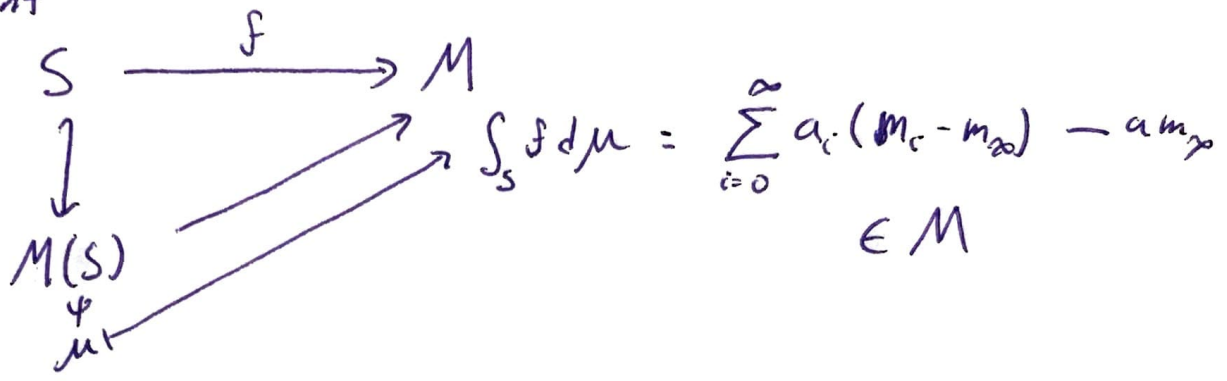 S f M
∫_S f dμ = ∑_{i=0}^{∞} a_i (m_i - m_∞) - a m_∞
∈ M
M(S)
μ